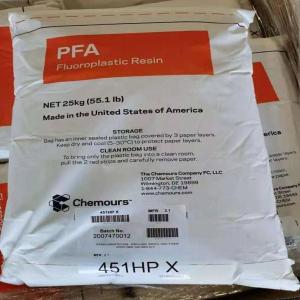 PFA
Fluoroplastic Resin
NET 25kg (55.1 lb)
Made in the United States of America
STORAGE
Bag has an inner sealed plastic bag covered by 3 paper layers.
Keep dry and cool (5-30°C) to protect paper layers.
CLEAN ROOM USE
To bring only the plastic bag into a clean room,
pull the 2 red strips and carefully remove paper.
The Chemours Company FC, LLC
1007 Market Street
Wilmington, DE 19899
1-844-773-CHEM
Chemours™
451HP X
Batch No.
2007470012
451HP X